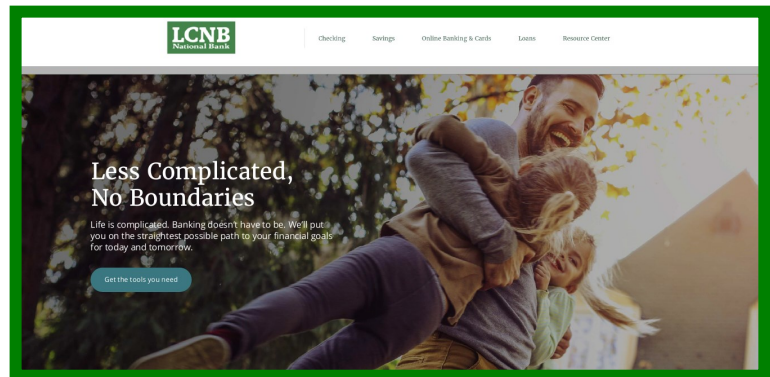 LCNB
National Bank
Checking Savings Online Banking & Cards Loans Resource Center
Less Complicated,
No Boundaries
Life is complicated. Banking doesn't have to be. We'll put
you on the straightest possible path to your financial goals
for today and tomorrow.
Get the tools you need